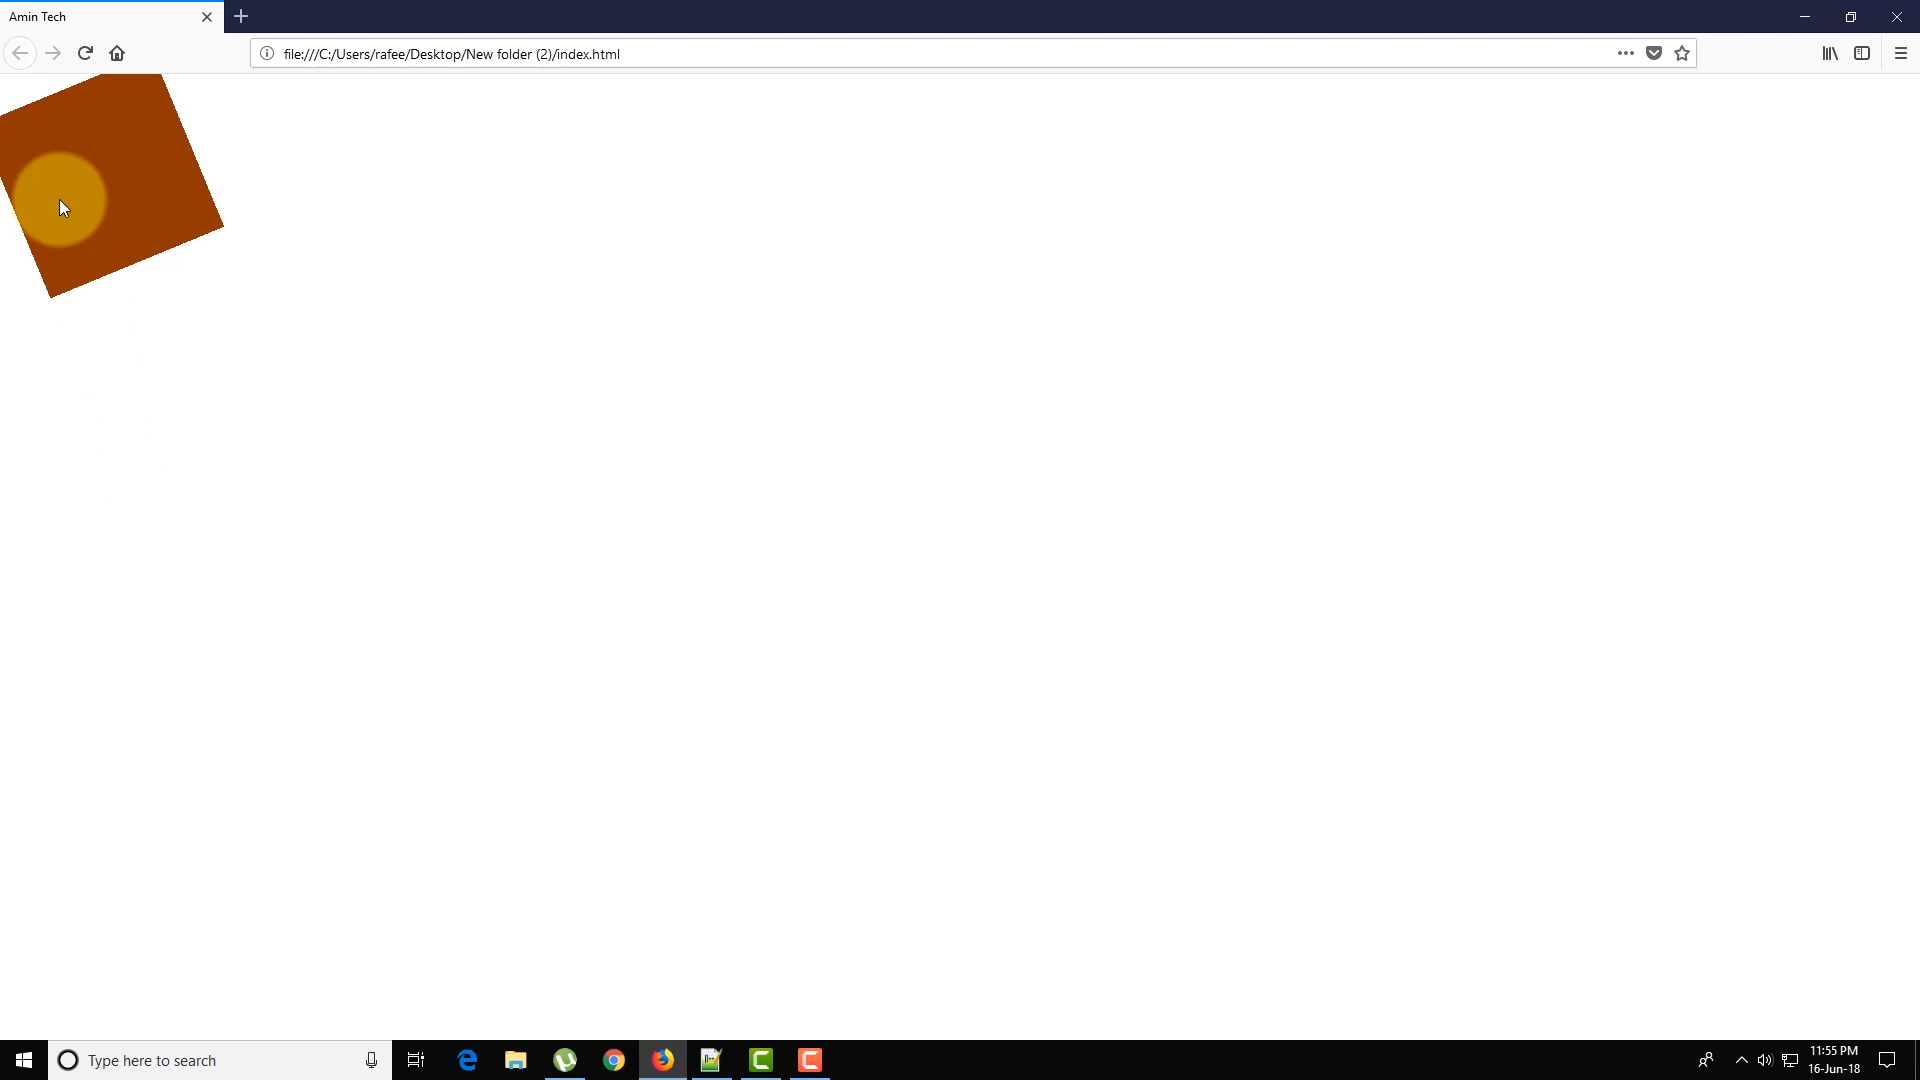 Amin Tech
file:///C:/Users/rafee/Desktop/New folder (2)/index.html
Type here to search
11:55 PM
16-Jun-18